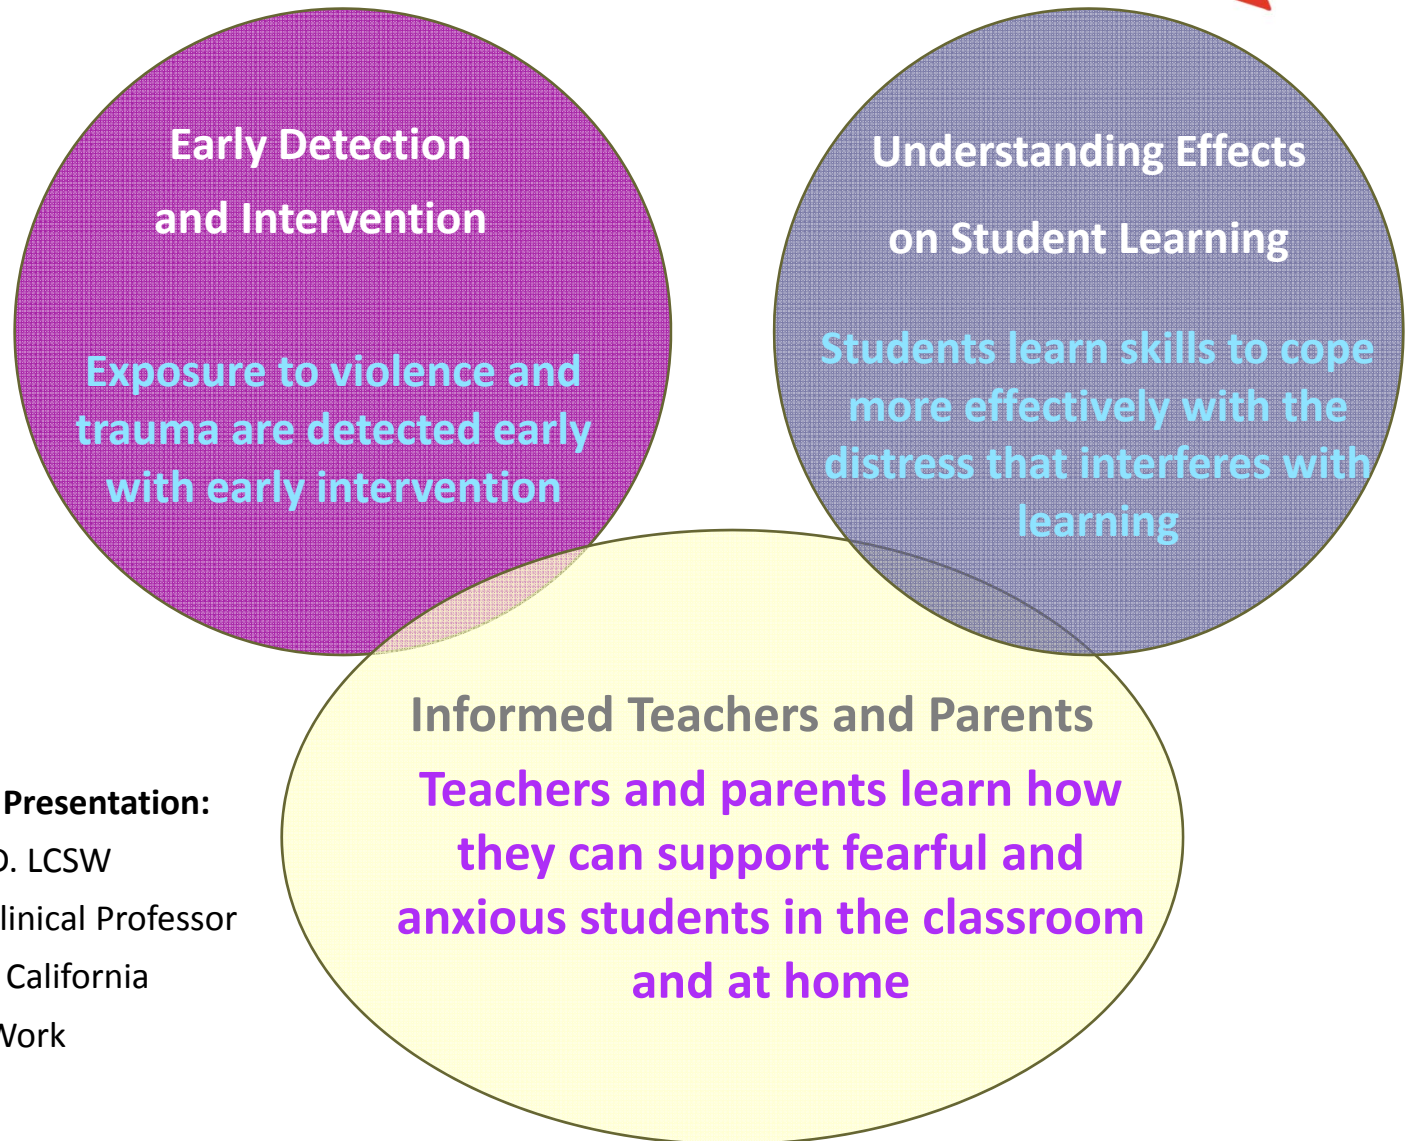 Early Detection
and Intervention
Exposure to violence and
trauma are detected early
with early intervention
Understanding Effects
on Student Learning
Students learn skills to cope
more effectively with the
distress that interferes with
learning
Informed Teachers and Parents
Teachers and parents learn how
they can support fearful and
anxious students in the classroom
and at home
Presentation:
D. LCSW
linical Professor
California
Work